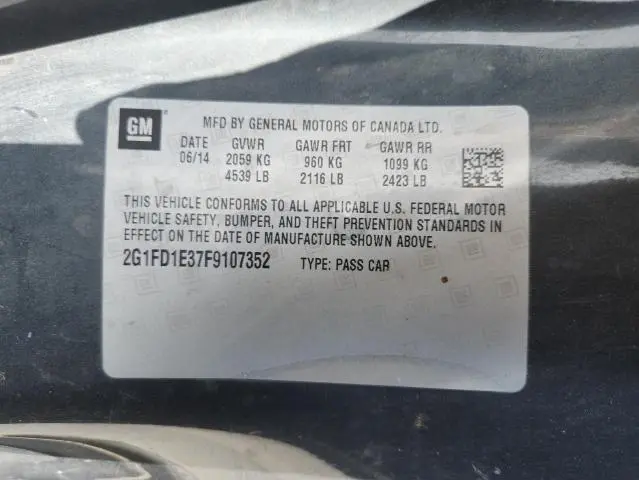 GM
MFD BY GENERAL MOTORS OF CANADA LTD.
DATE GVWR GAWR FRT GAWR RR
06/14 2059 KG 960 KG 1099 KG
4539 LB 2116 LB 2423 LB
THIS VEHICLE CONFORMS TO ALL APPLICABLE U.S. FEDERAL MOTOR
VEHICLE SAFETY, BUMPER, AND THEFT PREVENTION STANDARDS IN
EFFECT ON THE DATE OF MANUFACTURE SHOWN ABOVE.
2G1FD1E37F9107352 TYPE: PASS CAR